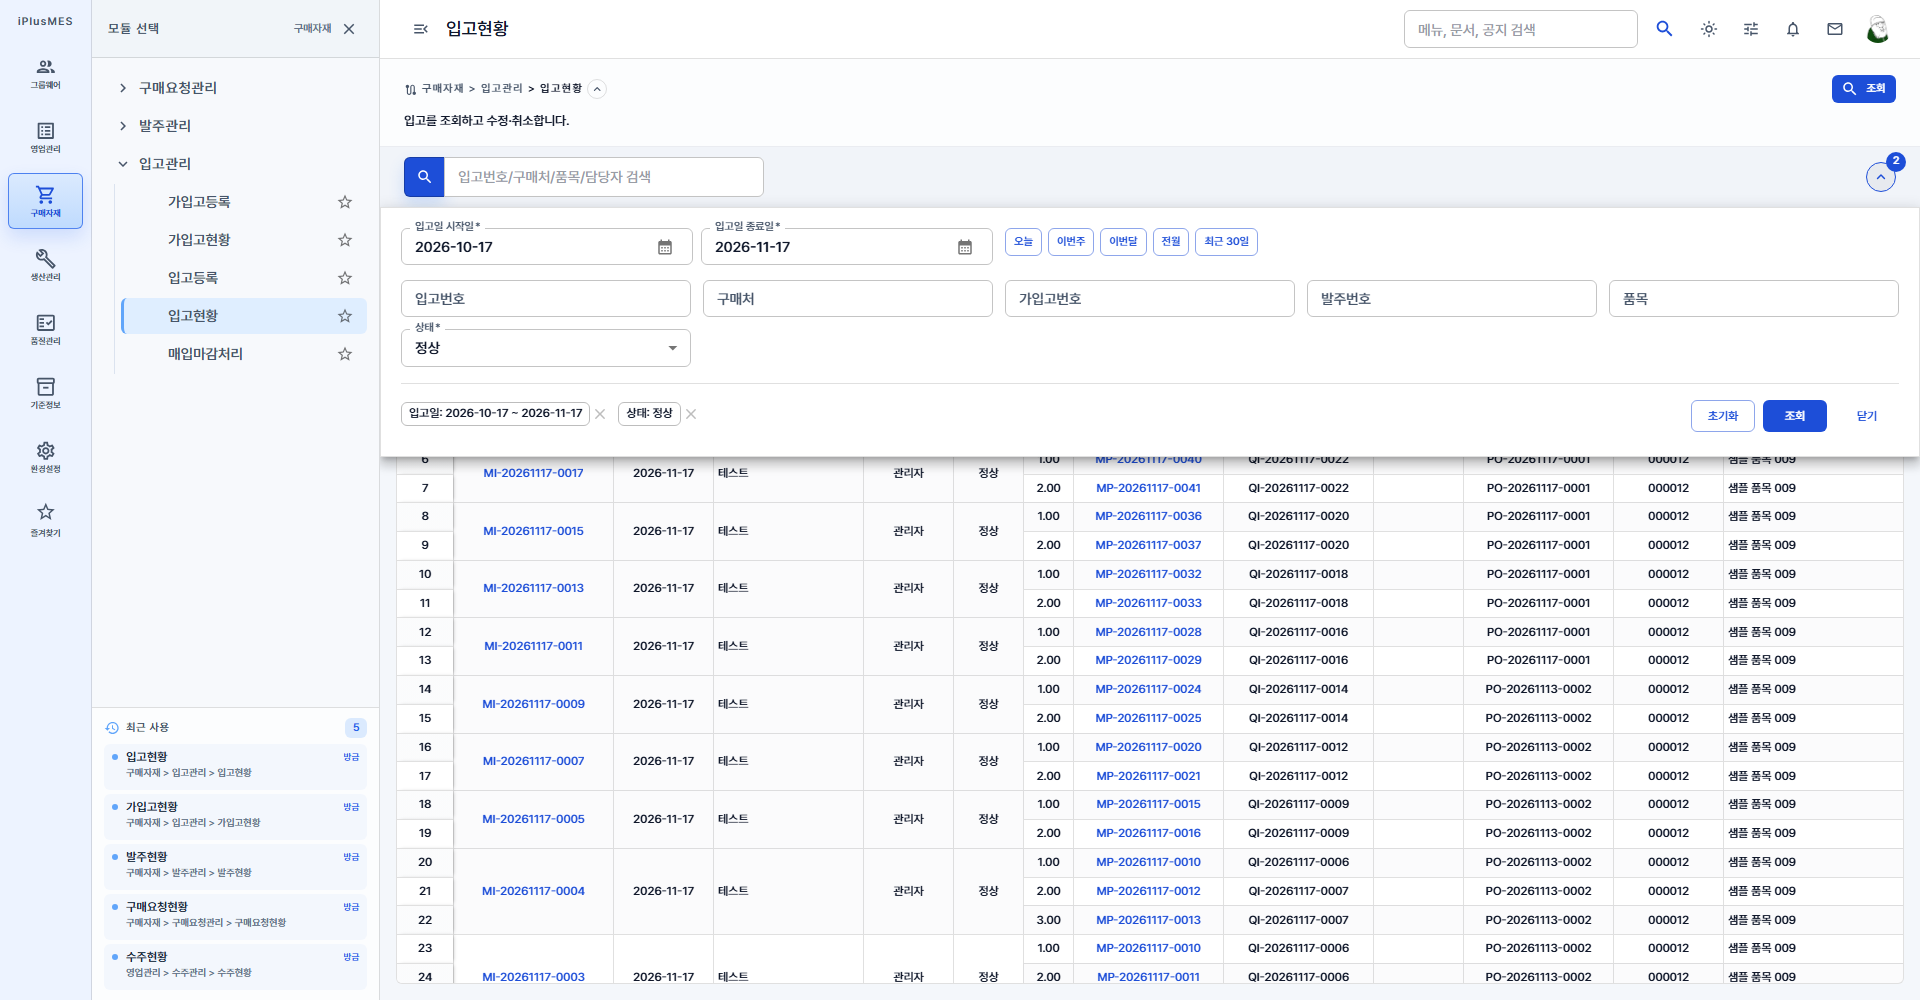 iPlusMES
모듈 선택
구매자재
입고현황
메뉴, 문서, 공지 검색
그룹웨어
영업관리
구매자재
생산관리
품질관리
기준정보
환경설정
즐겨찾기
구매요청관리
발주관리
입고관리
가입고등록
가입고현황
입고등록
입고현황
매입마감처리
최근 사용
5
입고현황
방금
구매자재 > 입고관리 > 입고현황
가입고현황
방금
구매자재 > 입고관리 > 가입고현황
발주현황
방금
구매자재 > 발주관리 > 발주현황
구매요청현황
방금
구매자재 > 구매요청관리 > 구매요청현황
수주현황
방금
영업관리 > 수주관리 > 수주현황
구매자재 > 입고관리 > 입고현황
조회
입고를 조회하고 수정·취소합니다.
입고번호/구매처/품목/담당자 검색
2
입고일 시작일*
2026-10-17
입고일 종료일*
2026-11-17
오늘
이번주
이번달
전월
최근 30일
입고번호
구매처
가입고번호
발주번호
품목
상태*
정상
입고일: 2026-10-17 ~ 2026-11-17
상태: 정상
초기화
조회
닫기
6 MI-20261117-0017 2026-11-17 테스트 관리자 정상 1.00 MP-20261117-0040 QI-20261117-0022 PO-20261117-0001 000012 샘플 품목 009
7 2.00 MP-20261117-0041 QI-20261117-0022 PO-20261117-0001 000012 샘플 품목 009
8 MI-20261117-0015 2026-11-17 테스트 관리자 정상 1.00 MP-20261117-0036 QI-20261117-0020 PO-20261117-0001 000012 샘플 품목 009
9 2.00 MP-20261117-0037 QI-20261117-0020 PO-20261117-0001 000012 샘플 품목 009
10 MI-20261117-0013 2026-11-17 테스트 관리자 정상 1.00 MP-20261117-0032 QI-20261117-0018 PO-20261117-0001 000012 샘플 품목 009
11 2.00 MP-20261117-0033 QI-20261117-0018 PO-20261117-0001 000012 샘플 품목 009
12 MI-20261117-0011 2026-11-17 테스트 관리자 정상 1.00 MP-20261117-0028 QI-20261117-0016 PO-20261117-0001 000012 샘플 품목 009
13 2.00 MP-20261117-0029 QI-20261117-0016 PO-20261117-0001 000012 샘플 품목 009
14 MI-20261117-0009 2026-11-17 테스트 관리자 정상 1.00 MP-20261117-0024 QI-20261117-0014 PO-20261113-0002 000012 샘플 품목 009
15 2.00 MP-20261117-0025 QI-20261117-0014 PO-20261113-0002 000012 샘플 품목 009
16 MI-20261117-0007 2026-11-17 테스트 관리자 정상 1.00 MP-20261117-0020 QI-20261117-0012 PO-20261113-0002 000012 샘플 품목 009
17 2.00 MP-20261117-0021 QI-20261117-0012 PO-20261113-0002 000012 샘플 품목 009
18 MI-20261117-0005 2026-11-17 테스트 관리자 정상 1.00 MP-20261117-0015 QI-20261117-0009 PO-20261113-0002 000012 샘플 품목 009
19 2.00 MP-20261117-0016 QI-20261117-0009 PO-20261113-0002 000012 샘플 품목 009
20 1.00 MP-20261117-0010 QI-20261117-0006 PO-20261113-0002 000012 샘플 품목 009
21 MI-20261117-0004 2026-11-17 테스트 관리자 정상 2.00 MP-20261117-0012 QI-20261117-0007 PO-20261113-0002 000012 샘플 품목 009
22 3.00 MP-20261117-0013 QI-20261117-0007 PO-20261113-0002 000012 샘플 품목 009
23 1.00 MP-20261117-0010 QI-20261117-0006 PO-20261113-0002 000012 샘플 품목 009
24 MI-20261117-0003 2026-11-17 테스트 관리자 정상 2.00 MP-20261117-0011 QI-20261117-0006 PO-20261113-0002 000012 샘플 품목 009